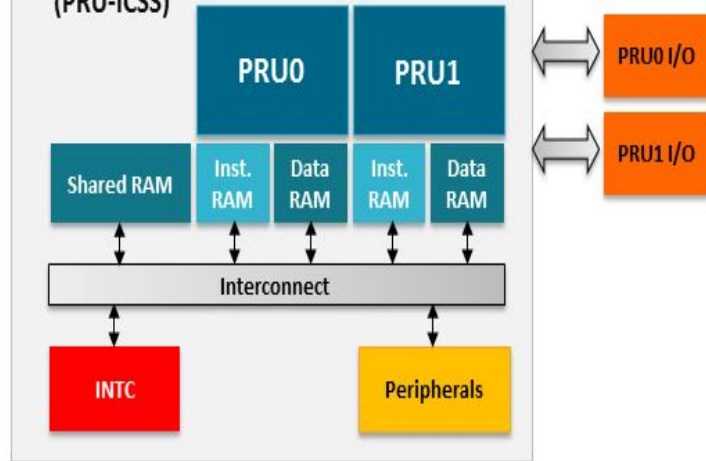 (PRU-ICSS)
PRU0
PRU1
PRU0 I/O
PRU1 I/O
Shared RAM
Inst.
RAM
Data
RAM
Inst.
RAM
Data
RAM
Interconnect
INTC
Peripherals